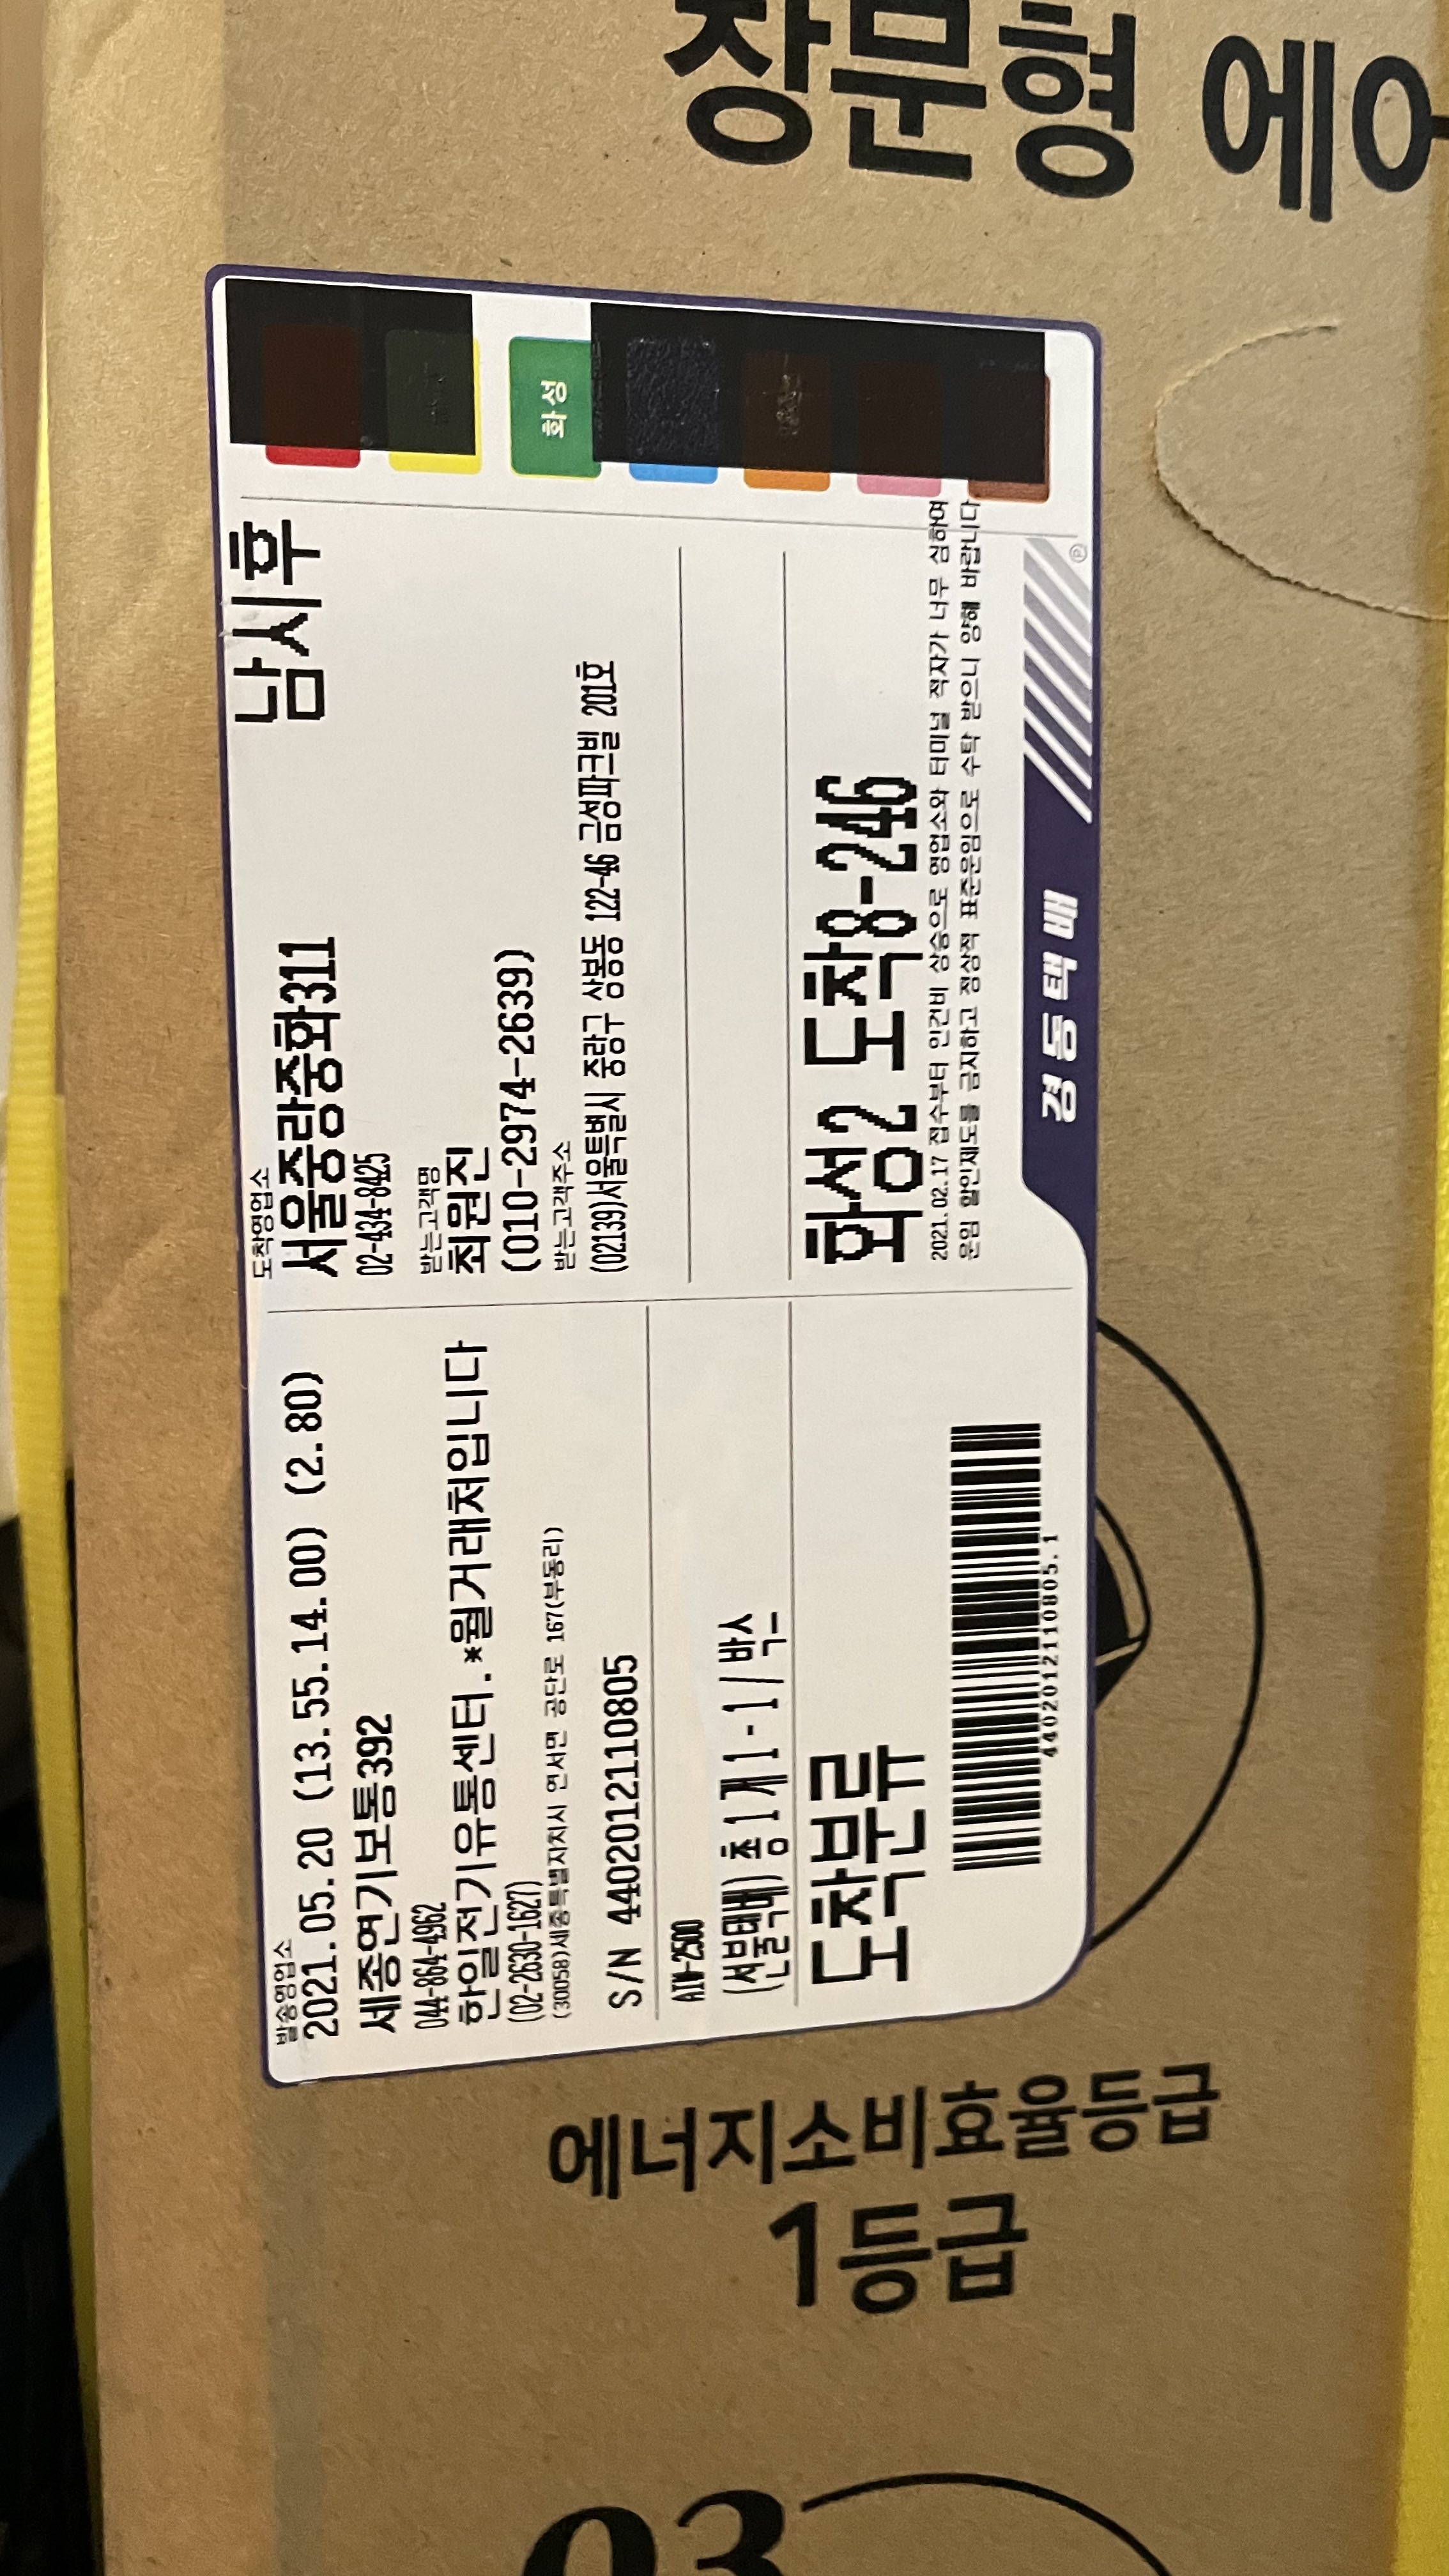 창문형 에어
발송영업소
2021.05.20 (13.55.14.00) (2.80)
세종연기보통392
044-864-4962
한일전기유통센터.*월거래처입니다
(02-2630-1627)
(30058)세종특별자치시 연서면 공단로 167(부동리)
S/N 4402012110805
AIW-2500
(선불택배) 총 1 개 1 - 1 / 박스
도착분류
4402012110805.1
남시후
도착영업소
서울중랑중화311
02-434-8425
받는고객명
최원진
(010-2974-2639)
받는고객주소
(02139)서울특별시 중랑구 상봉동 122-46 금성파크빌 201호
화성2 도착8-246
2021.02.17 접수부터 인건비 상승으로 영업소와 터미널 적자가 너무 심하여
운임 할인제도를 금지하고 정상적 표준운임으로 수탁 받으니 양해 바랍니다
경동택배
화성
에너지소비효율등급
1등급
03